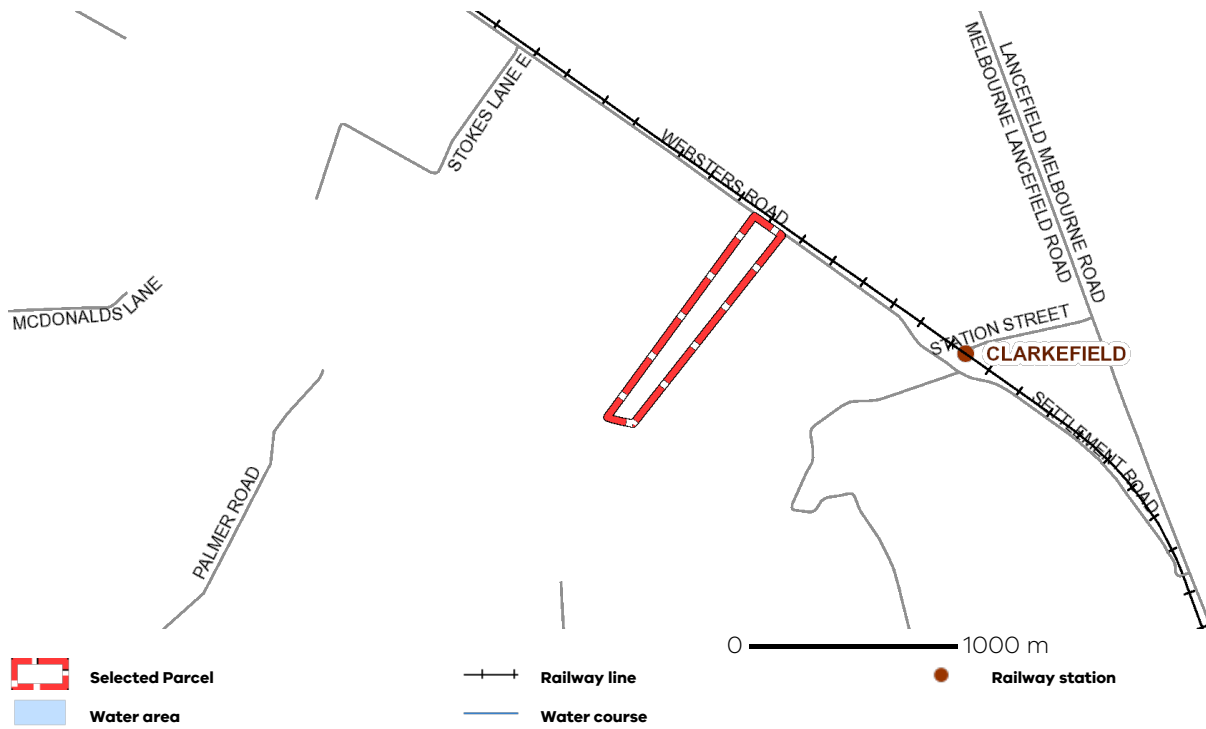 STOKES LANE E
WEBSTERS ROAD
LANCEFIELD MELBOURNE ROAD
MELBOURNE LANCEFIELD ROAD
MCDONALDS LANE
STATION STREET
CLARKEFIELD
SETTLEMENT ROAD
PALMER ROAD
0 1000 m
Selected Parcel
Railway line
Railway station
Water area
Water course